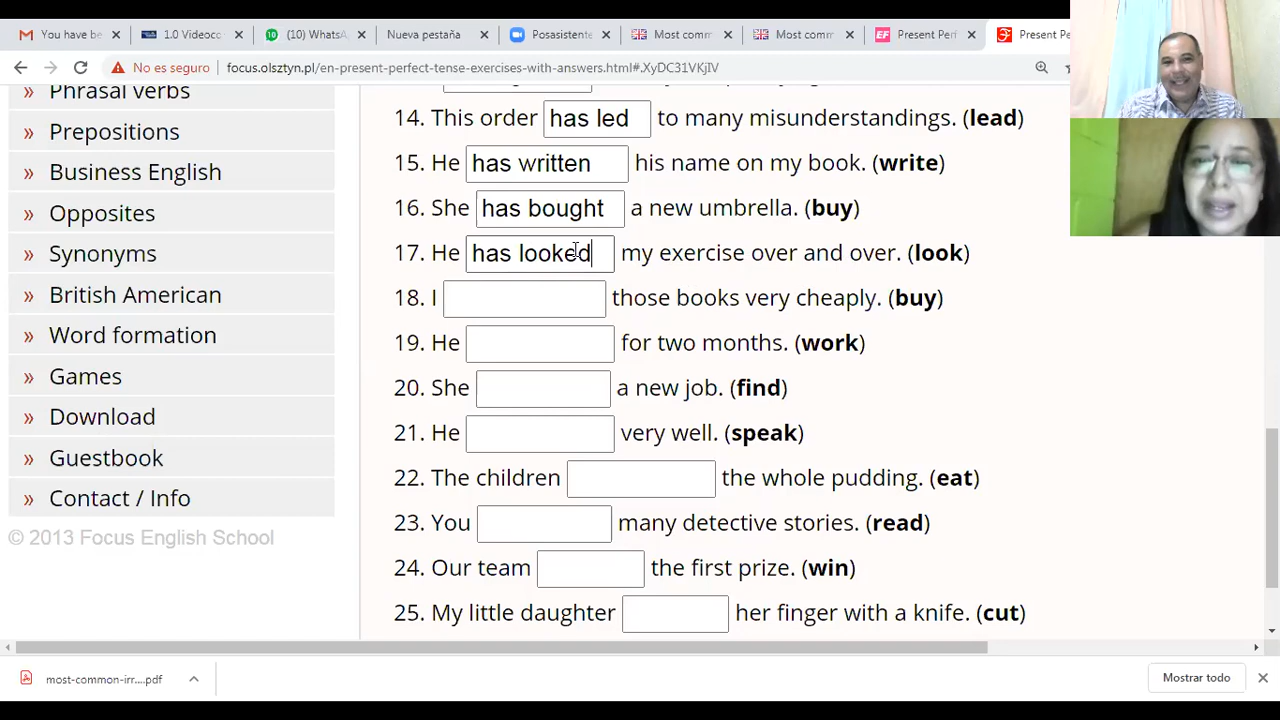 You have be
1.0 Videocc
(10) WhatsA
Nueva pestaña
Posasistente
Most comm
Most comm
Present Perf
Present Pe
No es seguro
focus.olsztyn.pl/en-present-perfect-tense-exercises-with-answers.html#.XyDC31VKjIV
» Phrasal verbs
» Prepositions
» Business English
» Opposites
» Synonyms
» British American
» Word formation
» Games
» Download
» Guestbook
» Contact / Info
© 2013 Focus English School
14. This order has led to many misunderstandings. (lead)
15. He has written his name on my book. (write)
16. She has bought a new umbrella. (buy)
17. He has looked my exercise over and over. (look)
18. I those books very cheaply. (buy)
19. He for two months. (work)
20. She a new job. (find)
21. He very well. (speak)
22. The children the whole pudding. (eat)
23. You many detective stories. (read)
24. Our team the first prize. (win)
25. My little daughter her finger with a knife. (cut)
most-common-irr....pdf
Mostrar todo